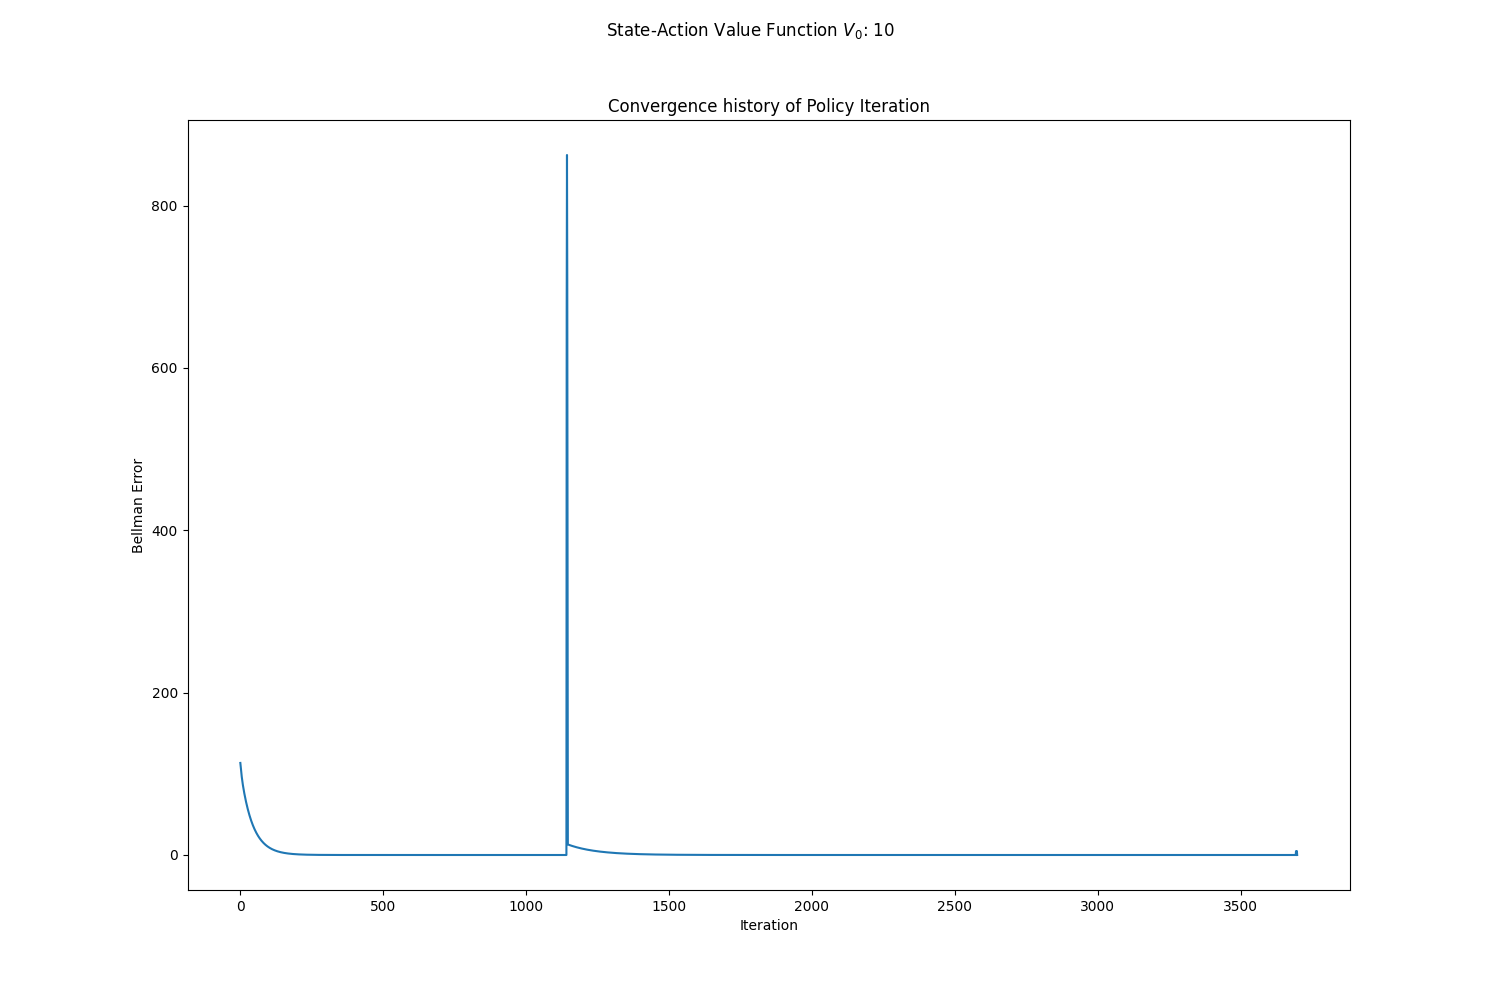 State-Action Value Function $V_0$: 10
Convergence history of Policy Iteration
800
600
400
200
0
Bellman Error
0 500 1000 1500 2000 2500 3000 3500
Iteration